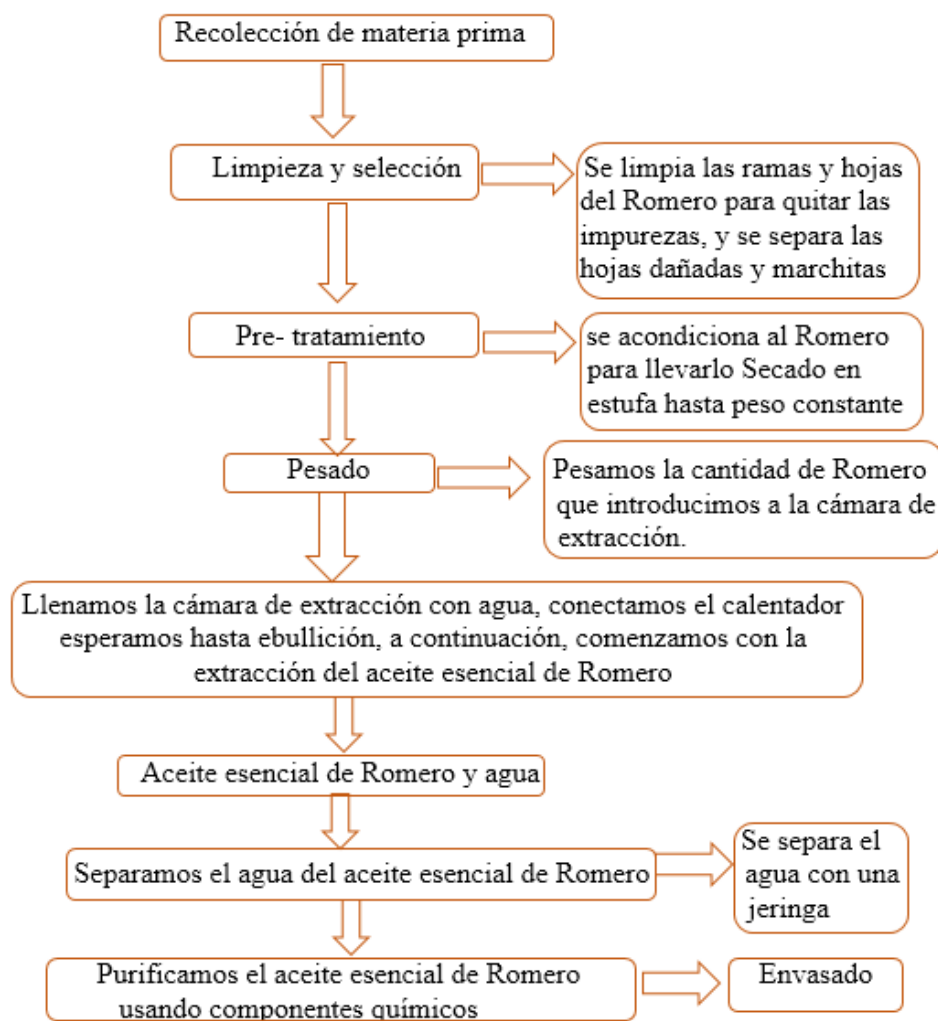 Recolección de materia prima
Limpieza y selección
Se limpia las ramas y hojas
del Romero para quitar las
impurezas, y se separa las
hojas dañadas y marchitas
Pre- tratamiento
se acondiciona al Romero
para llevarlo Secado en
estufa hasta peso constante
Pesado
Pesamos la cantidad de Romero
que introducimos a la cámara de
extracción.
Llenamos la cámara de extracción con agua, conectamos el calentador
esperamos hasta ebullición, a continuación, comenzamos con la
extracción del aceite esencial de Romero
Aceite esencial de Romero y agua
Separamos el agua del aceite esencial de Romero
Se separa el
agua con una
jeringa
Purificamos el aceite esencial de Romero
usando componentes químicos
Envasado